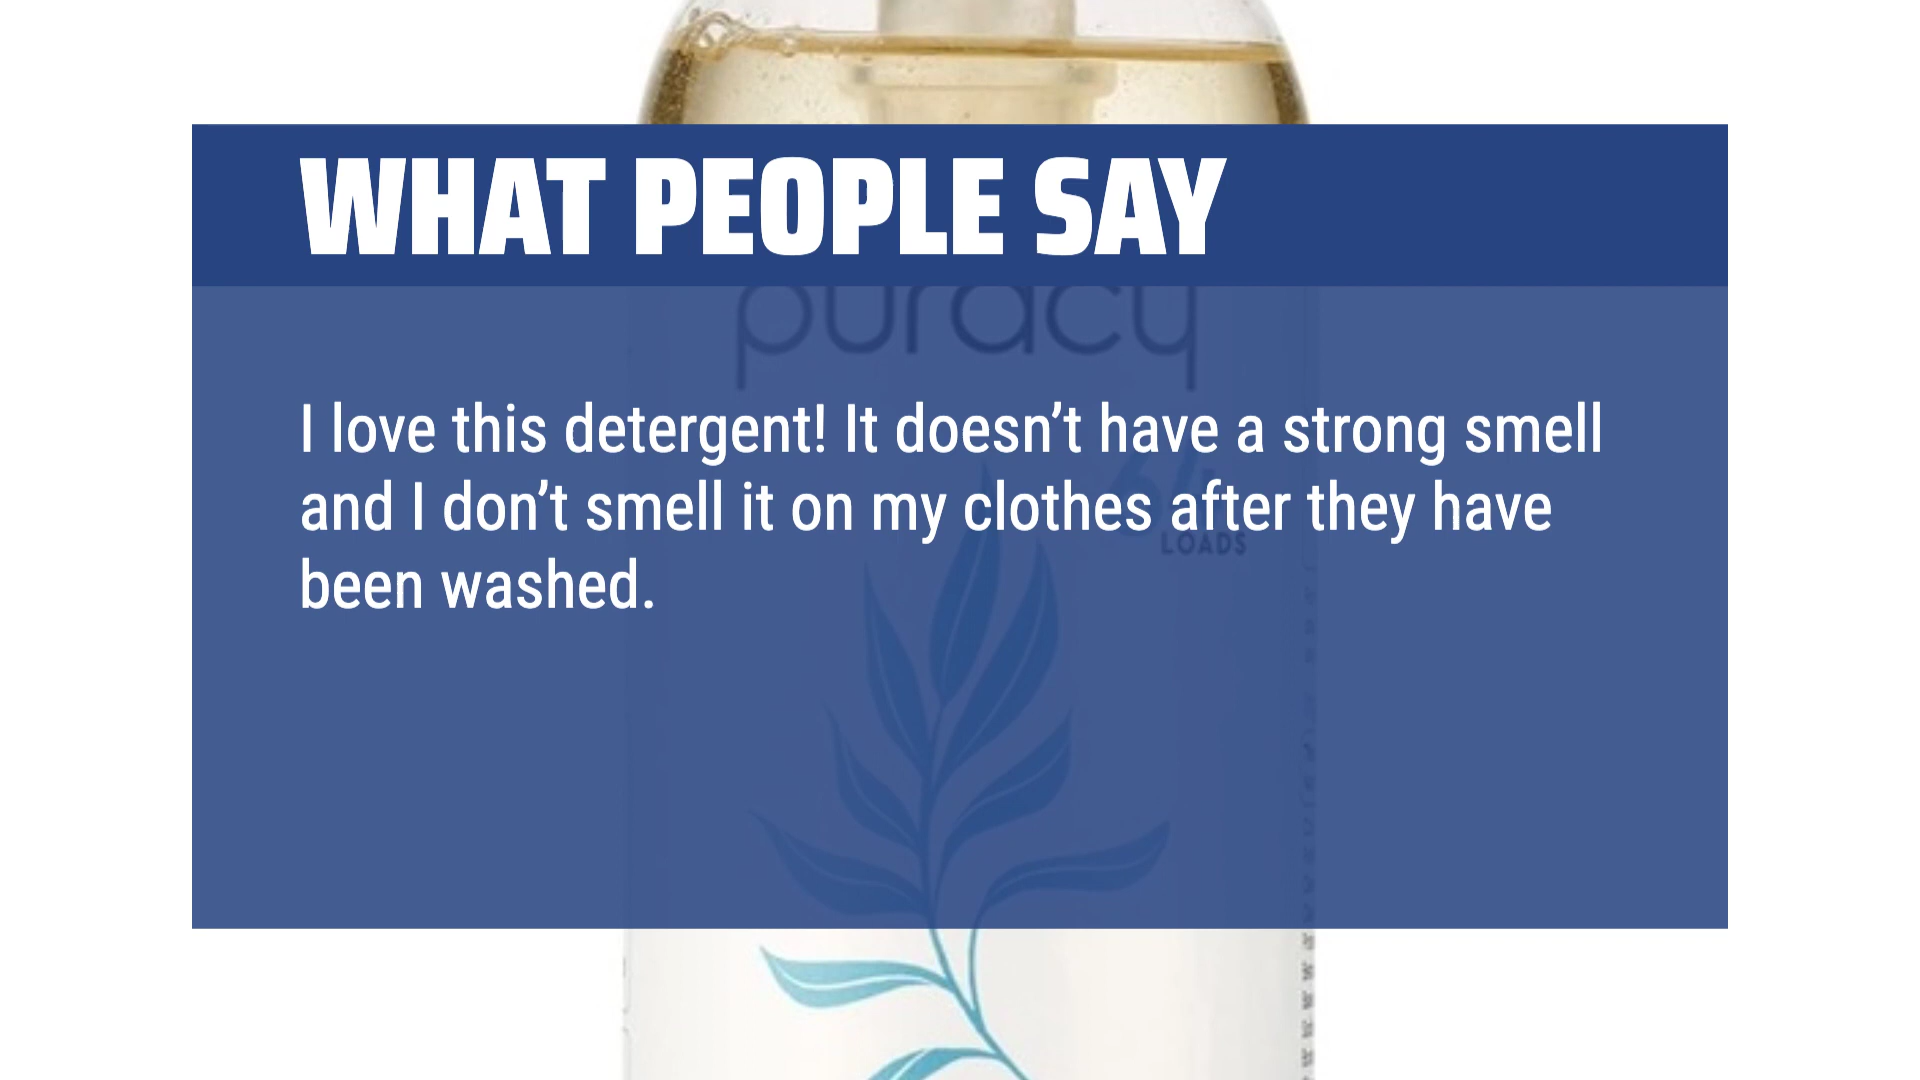 WHAT PEOPLE SAY
puracy
I love this detergent! It doesn’t have a strong smell
and I don’t smell it on my clothes after they have
been washed.
64
LOADS